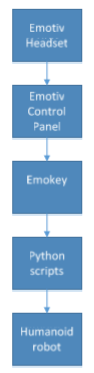 Emotiv
Headset
Emotiv
Control
Panel
Emokey
Python
scripts
Humanoid
robot